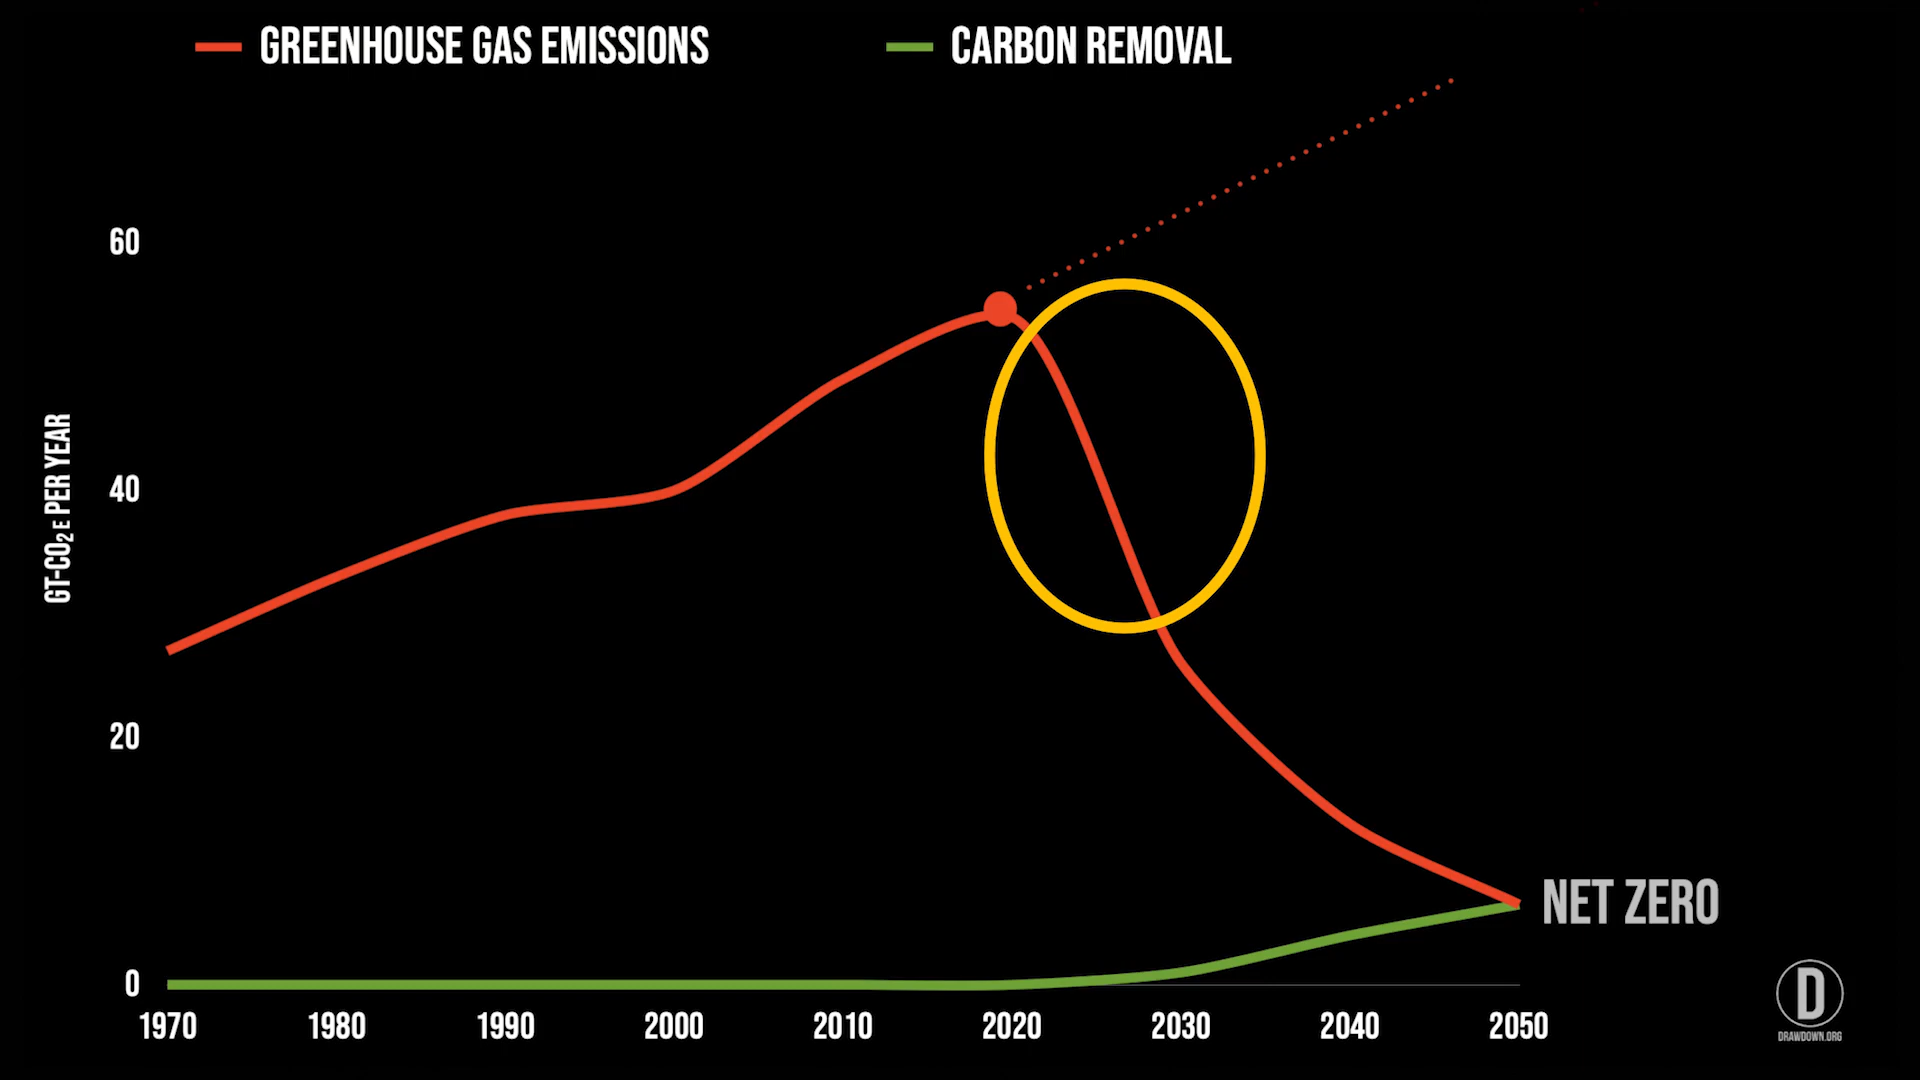 GREENHOUSE GAS EMISSIONS
CARBON REMOVAL
GT-CO₂ E PER YEAR
60
40
20
0
1970 1980 1990 2000 2010 2020 2030 2040 2050
NET ZERO
D
DRAWDOWN.ORG